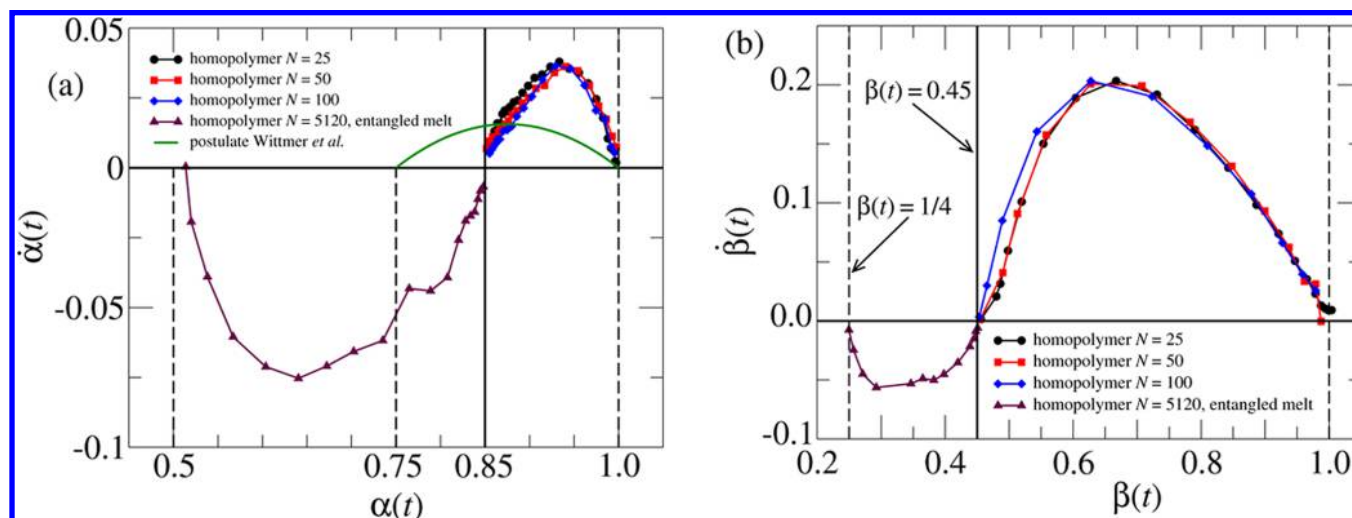 (a)
0.05
0
-0.05
-0.1
α̇(t)
homopolymer N = 25
homopolymer N = 50
homopolymer N = 100
homopolymer N = 5120, entangled melt
postulate Wittmer et al.
0.5
0.75
0.85
1.0
α(t)
(b)
0.2
0.1
0.0
-0.1
β̇(t)
β(t) = 0.45
β(t) = 1/4
homopolymer N = 25
homopolymer N = 50
homopolymer N = 100
homopolymer N = 5120, entangled melt
0.2
0.4
0.6
0.8
1.0
β(t)